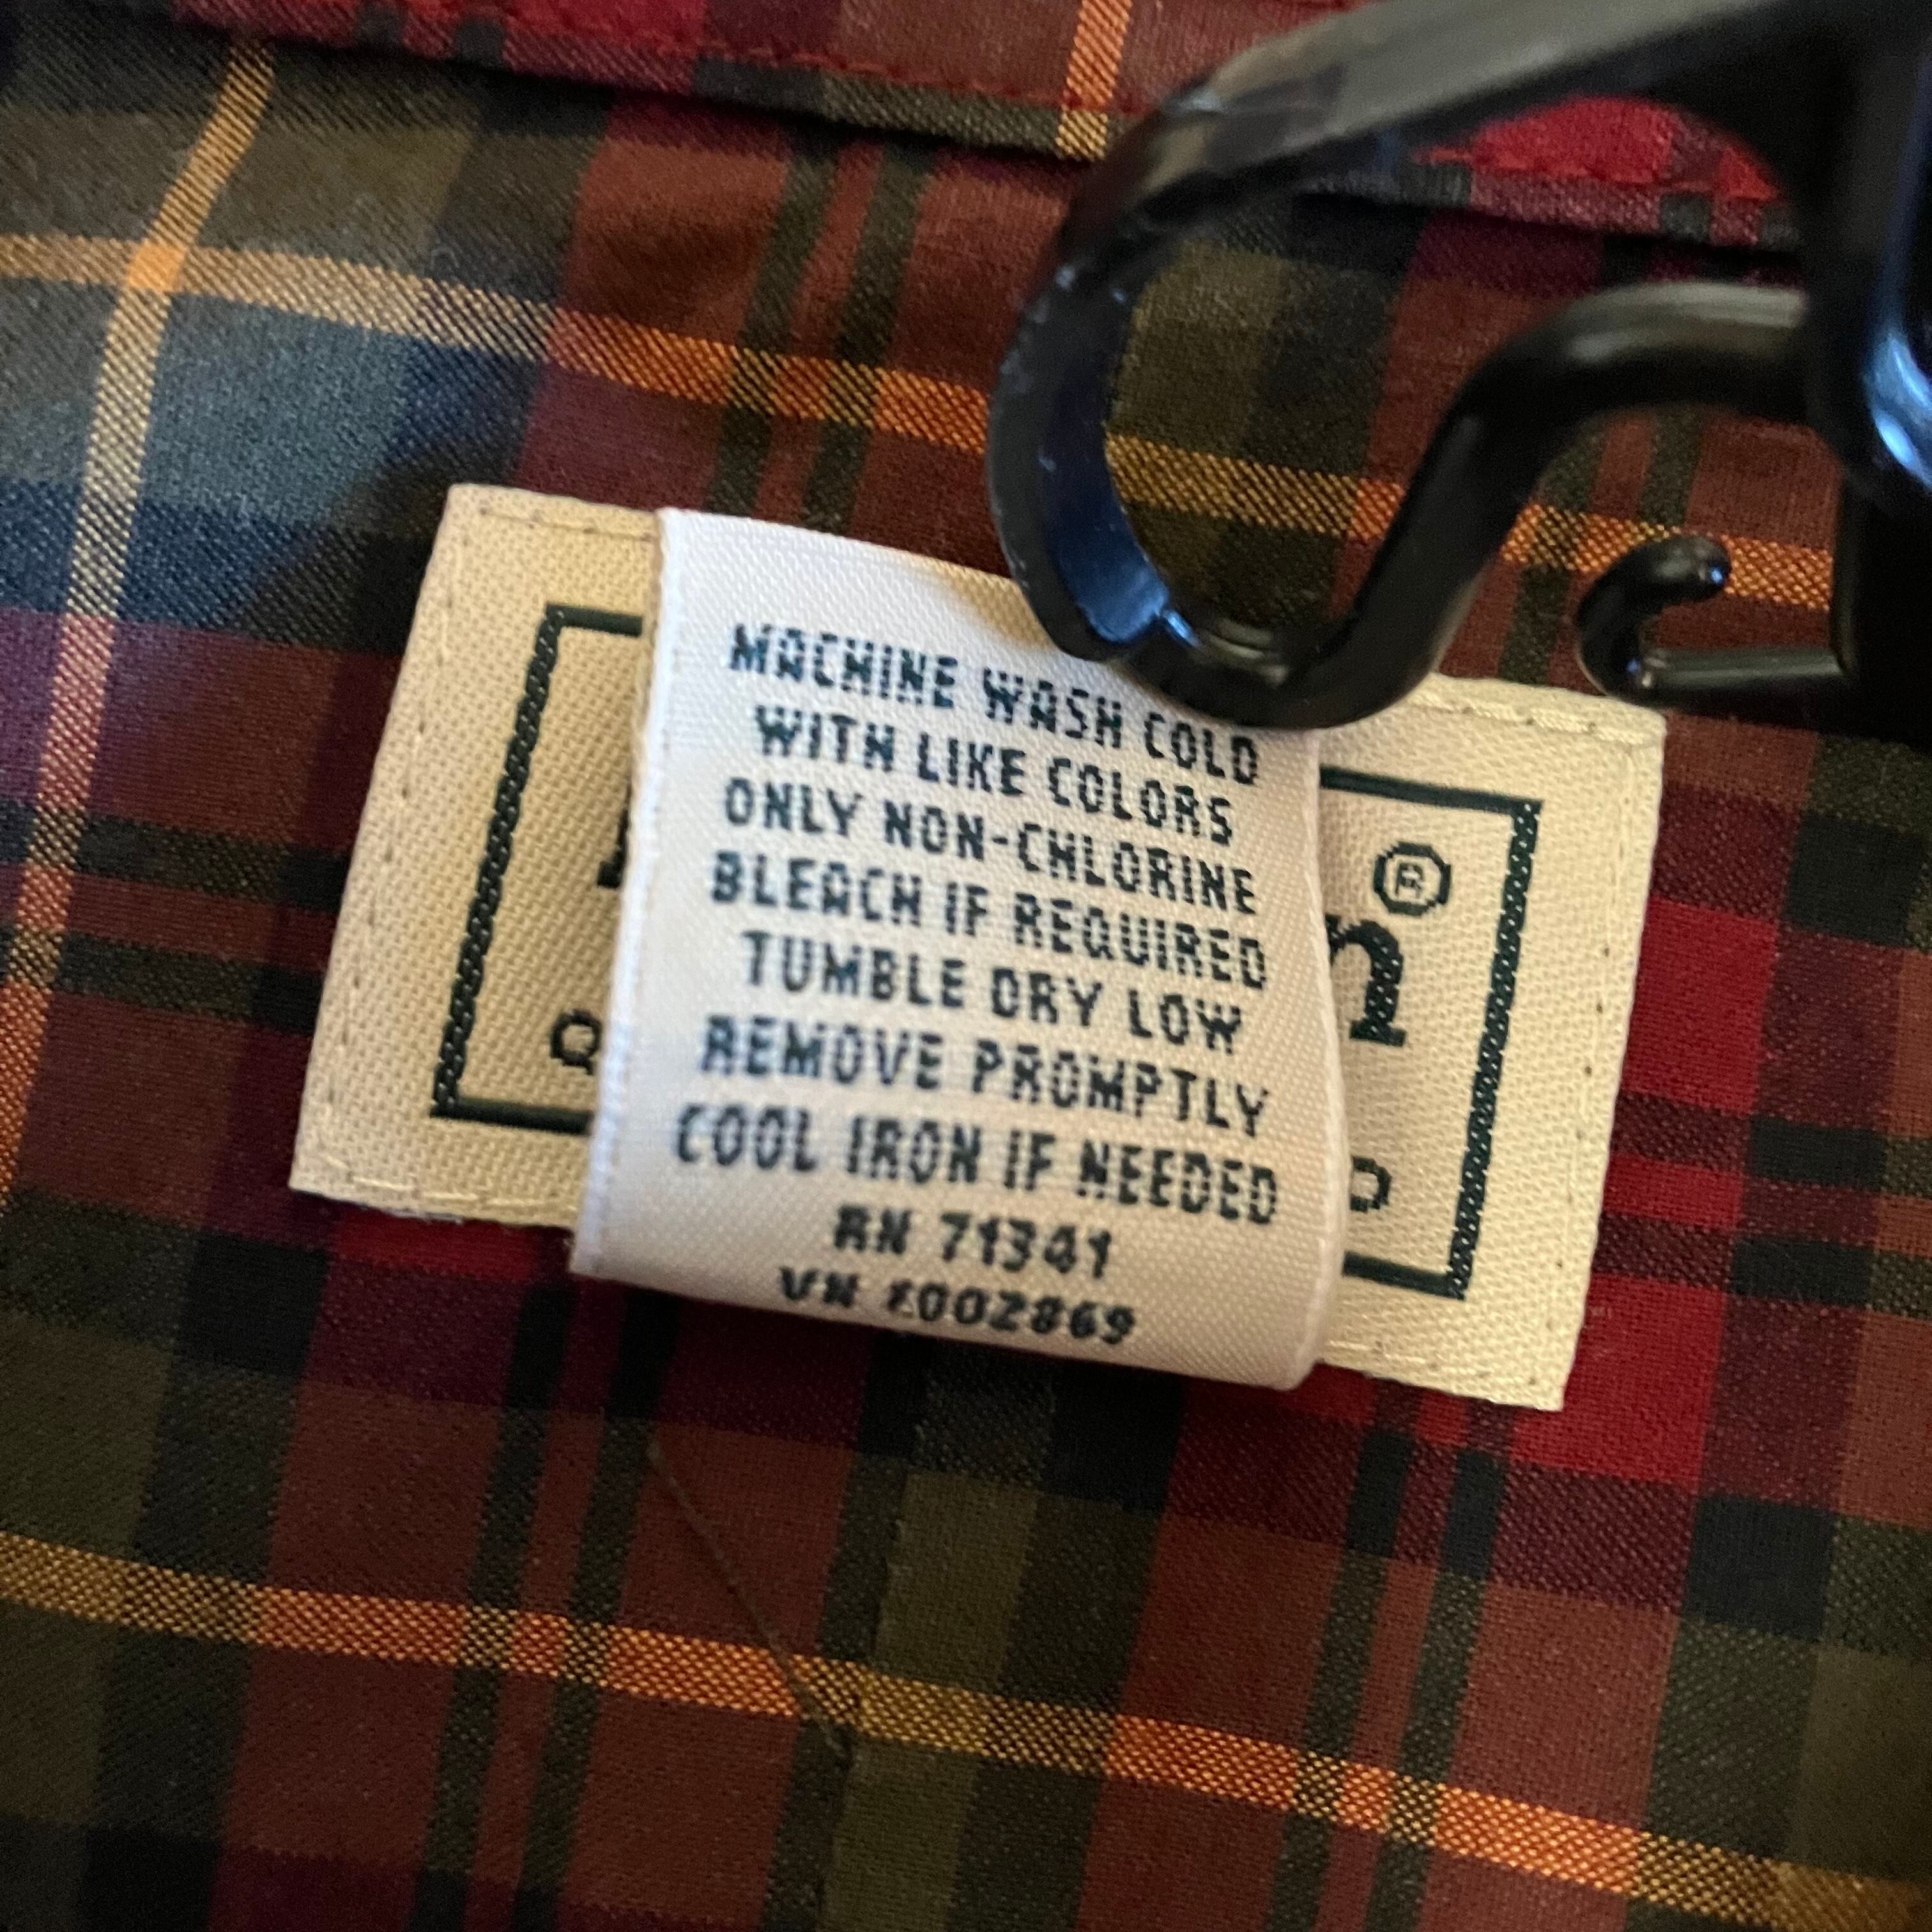 MACHINE WASH COLD
WITH LIKE COLORS
ONLY NON-CHLORINE
BLEACH IF REQUIRED
TUMBLE DRY LOW
REMOVE PROMPTLY
COOL IRON IF NEEDED
RN 71341
VN
n®